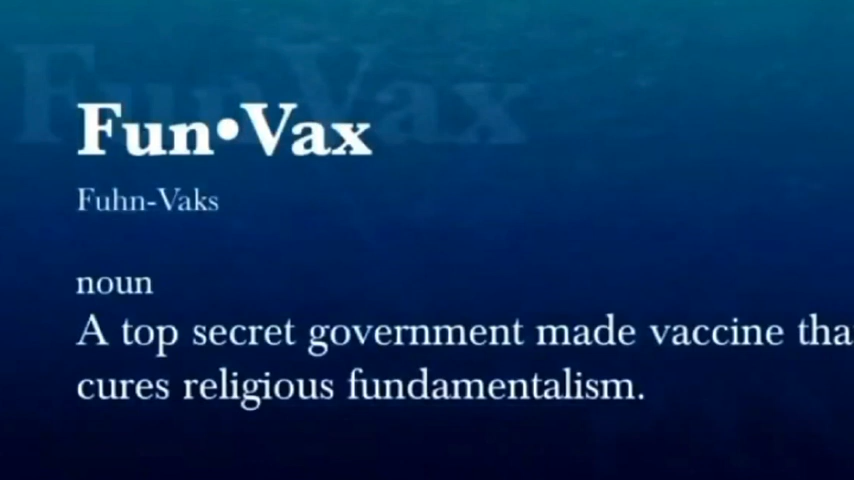 Fun•Vax
Fuhn-Vaks
noun
A top secret government made vaccine tha
cures religious fundamentalism.